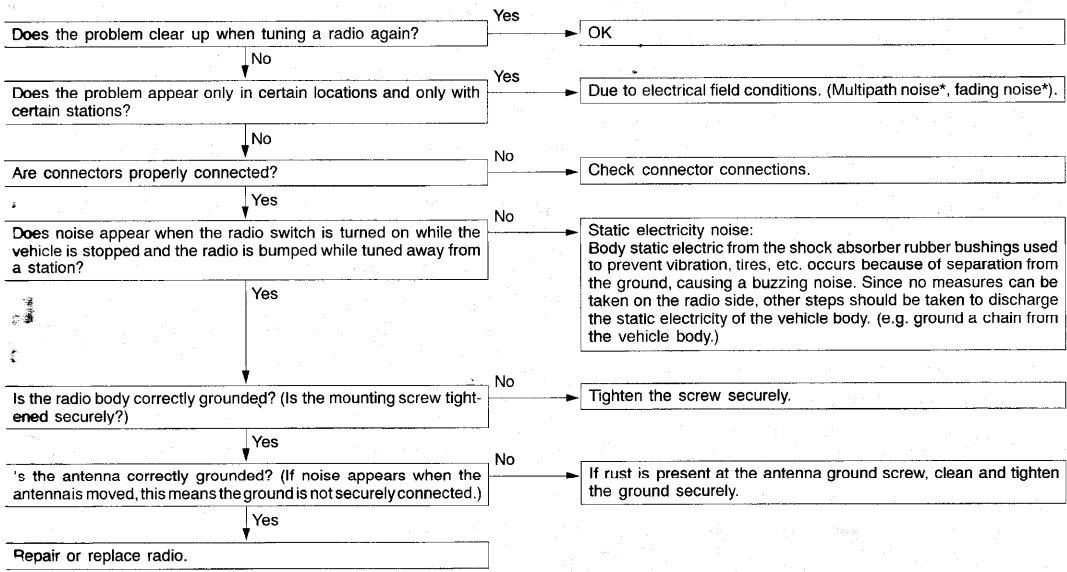 Yes
Does the problem clear up when tuning a radio again?
OK
No
Yes
Does the problem appear only in certain locations and only with
certain stations?
Due to electrical field conditions. (Multipath noise*, fading noise*).
No
No
Are connectors properly connected?
Check connector connections.
Yes
No
Does noise appear when the radio switch is turned on while the
vehicle is stopped and the radio is bumped while tuned away from
a station?
Static electricity noise:
Body static electric from the shock absorber rubber bushings used
to prevent vibration, tires, etc. occurs because of separation from
the ground, causing a buzzing noise. Since no measures can be
taken on the radio side, other steps should be taken to discharge
the static electricity of the vehicle body. (e.g. ground a chain from
the vehicle body.)
Yes
No
Is the radio body correctly grounded? (Is the mounting screw tight-
ened securely?)
Tighten the screw securely.
Yes
No
Is the antenna correctly grounded? (If noise appears when the
antenna is moved, this means the ground is not securely connected.)
If rust is present at the antenna ground screw, clean and tighten
the ground securely.
Yes
Repair or replace radio.